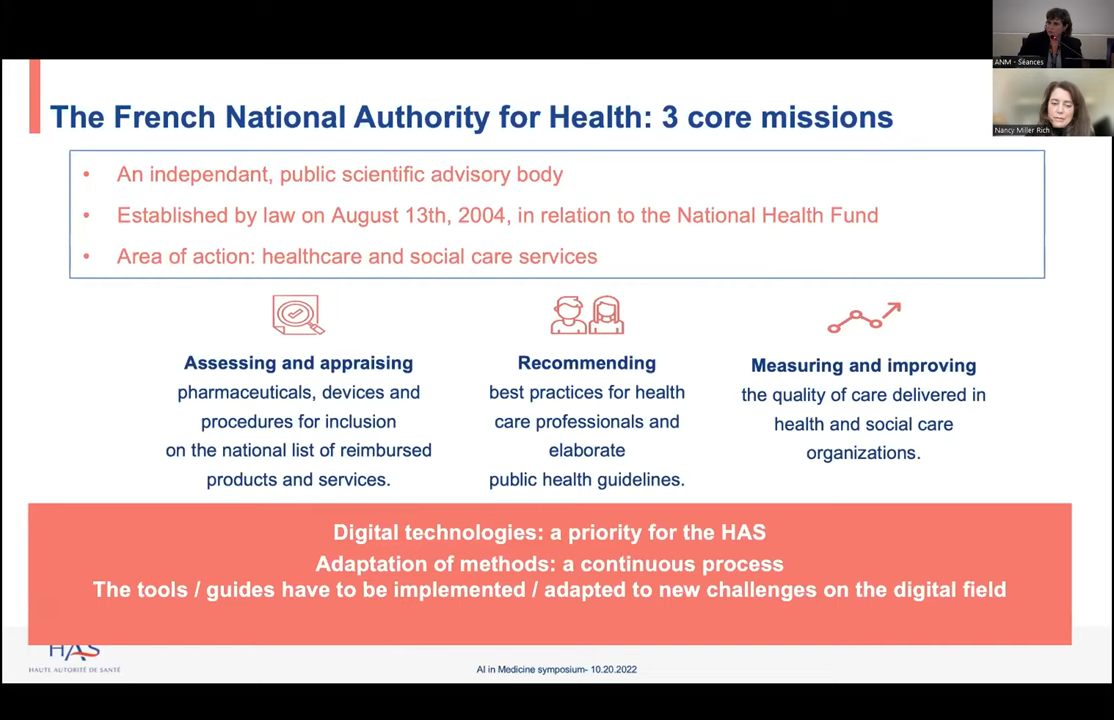 ANM - Séances
Nancy Miller Rich
The French National Authority for Health: 3 core missions
• An independant, public scientific advisory body
• Established by law on August 13th, 2004, in relation to the National Health Fund
• Area of action: healthcare and social care services
Assessing and appraising
pharmaceuticals, devices and
procedures for inclusion
on the national list of reimbursed
products and services.
Recommending
best practices for health
care professionals and
elaborate
public health guidelines.
Measuring and improving
the quality of care delivered in
health and social care
organizations.
Digital technologies: a priority for the HAS
Adaptation of methods: a continuous process
The tools / guides have to be implemented / adapted to new challenges on the digital field
HAS
HAUTE AUTORITÉ DE SANTÉ
AI in Medicine symposium- 10.20.2022